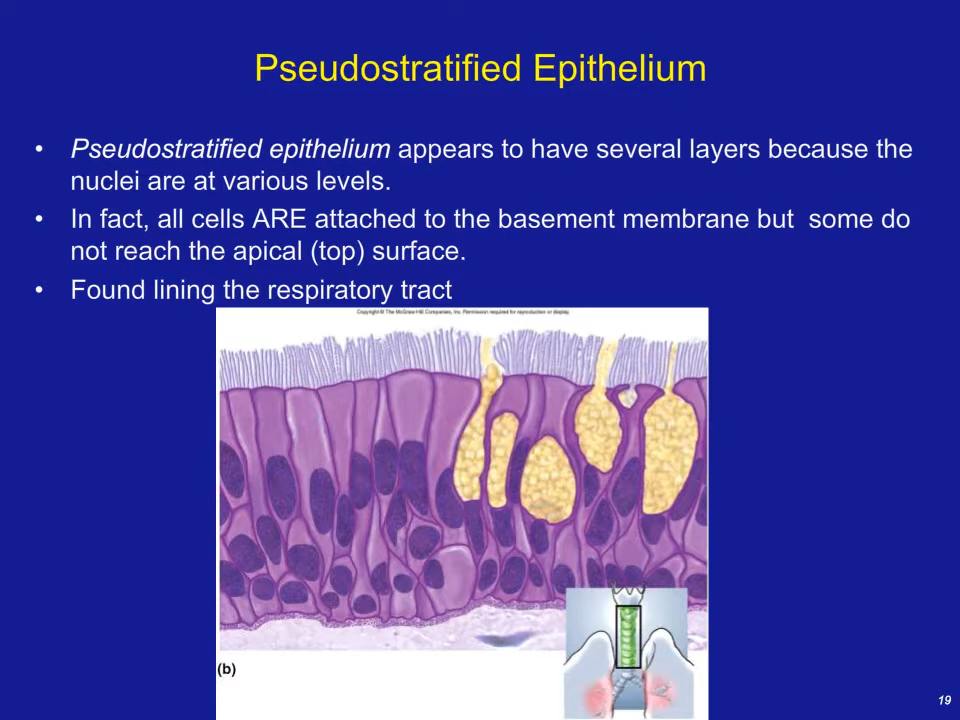 Pseudostratified Epithelium
• Pseudostratified epithelium appears to have several layers because the
nuclei are at various levels.
• In fact, all cells ARE attached to the basement membrane but  some do
not reach the apical (top) surface.
• Found lining the respiratory tract
Copyright © The McGraw-Hill Companies, Inc. Permission required for reproduction or display.
(b)
19